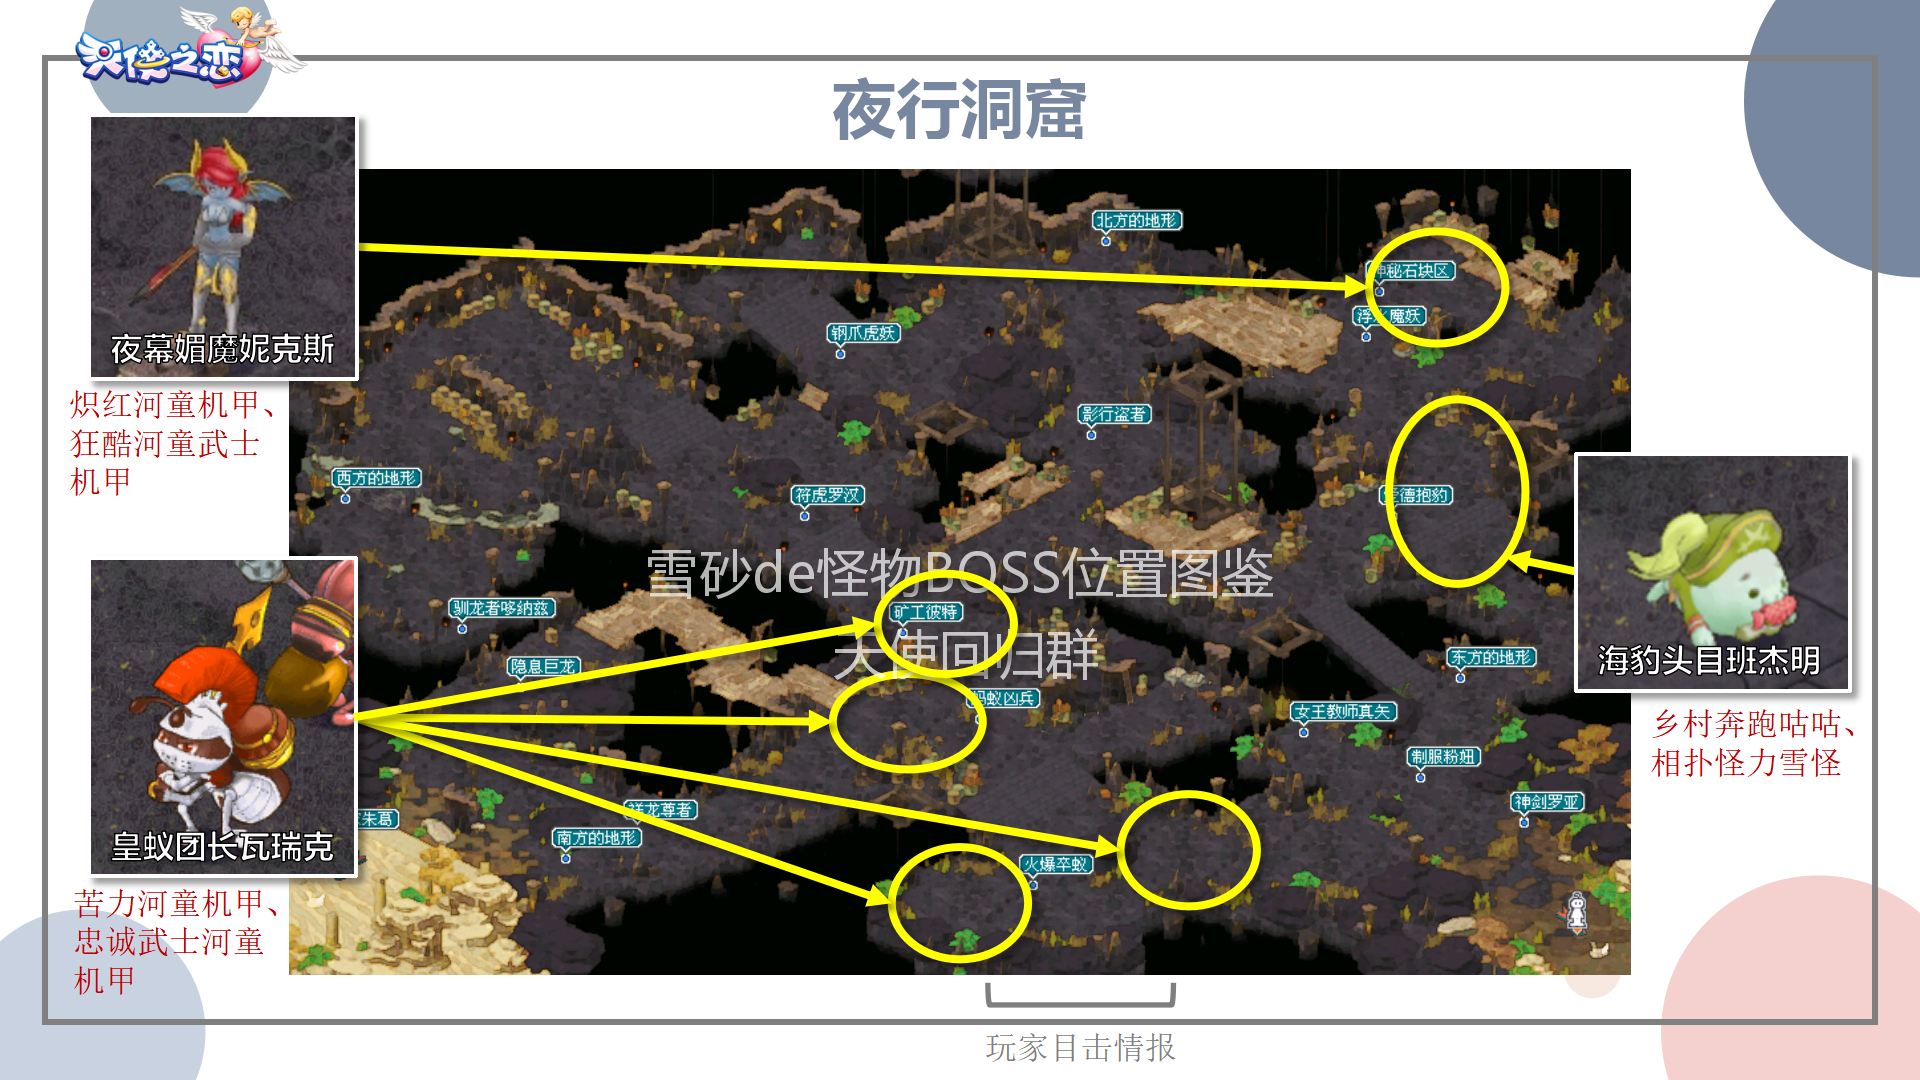 天使之恋
夜行洞窟
夜幕媚魔妮克斯
炽红河童机甲、
狂酷河童武士
机甲
北方的地形
神秘石块区
浮水魔妖
钢爪虎妖
影行盗者
西方的地形
符虎罗汉
爱德抱豹
雪砂de怪物BOSS位置图鉴
天使回归群
驯龙者哆纳兹
矿工彼特
隐息巨龙
蚂蚁凶兵
东方的地形
女王教师真矢
制服粉妞
神剑罗亚
祥龙尊者
南方的地形
朱葛
火爆卒蚁
海豹头目班杰明
乡村奔跑咕咕、
相扑怪力雪怪
皇蚁团长瓦瑞克
苦力河童机甲、
忠诚武士河童
机甲
玩家目击情报